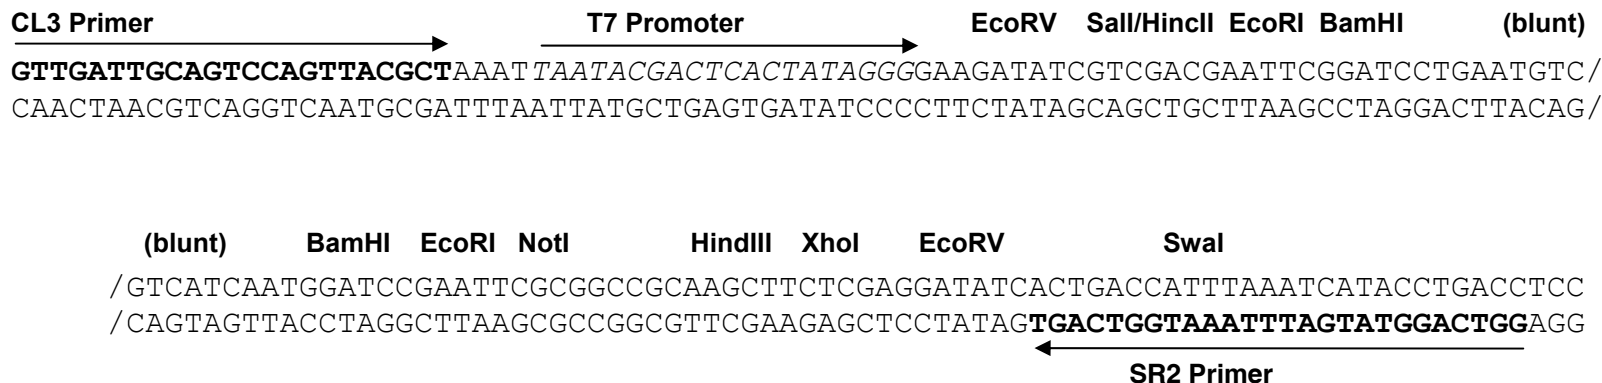 CL3 Primer T7 Promoter EcoRV SalI/HincII EcoRI BamHI (blunt)
GTTGATTGCAGTCCAGTTACGCTAAATTAATACGACTCACTATAGGGGAAGATATCGTCGACGAATTCGGATCCTGAATGTC/
CAACTAACGTCAGGTCAATGCGATTTAATTATGCTGAGTGATATCCCCTTCTATAGCAGCTGCTTAAGCCTAGGACTTACAG/
(blunt) BamHI EcoRI NotI HindIII XhoI EcoRV SwaI
/GTCATCAATGGATCCGAATTCGCGGCCGCAAGCTTCTCGAGGATATCACTGACCATTTAAATCATACCTGACCTCC
/CAGTAGTTACCTAGGCTTAAGCGCCGGCGTTCGAAGAGCTCCTATAGTGACTGGTAAATTTAGTATGGACTGGAGG
SR2 Primer